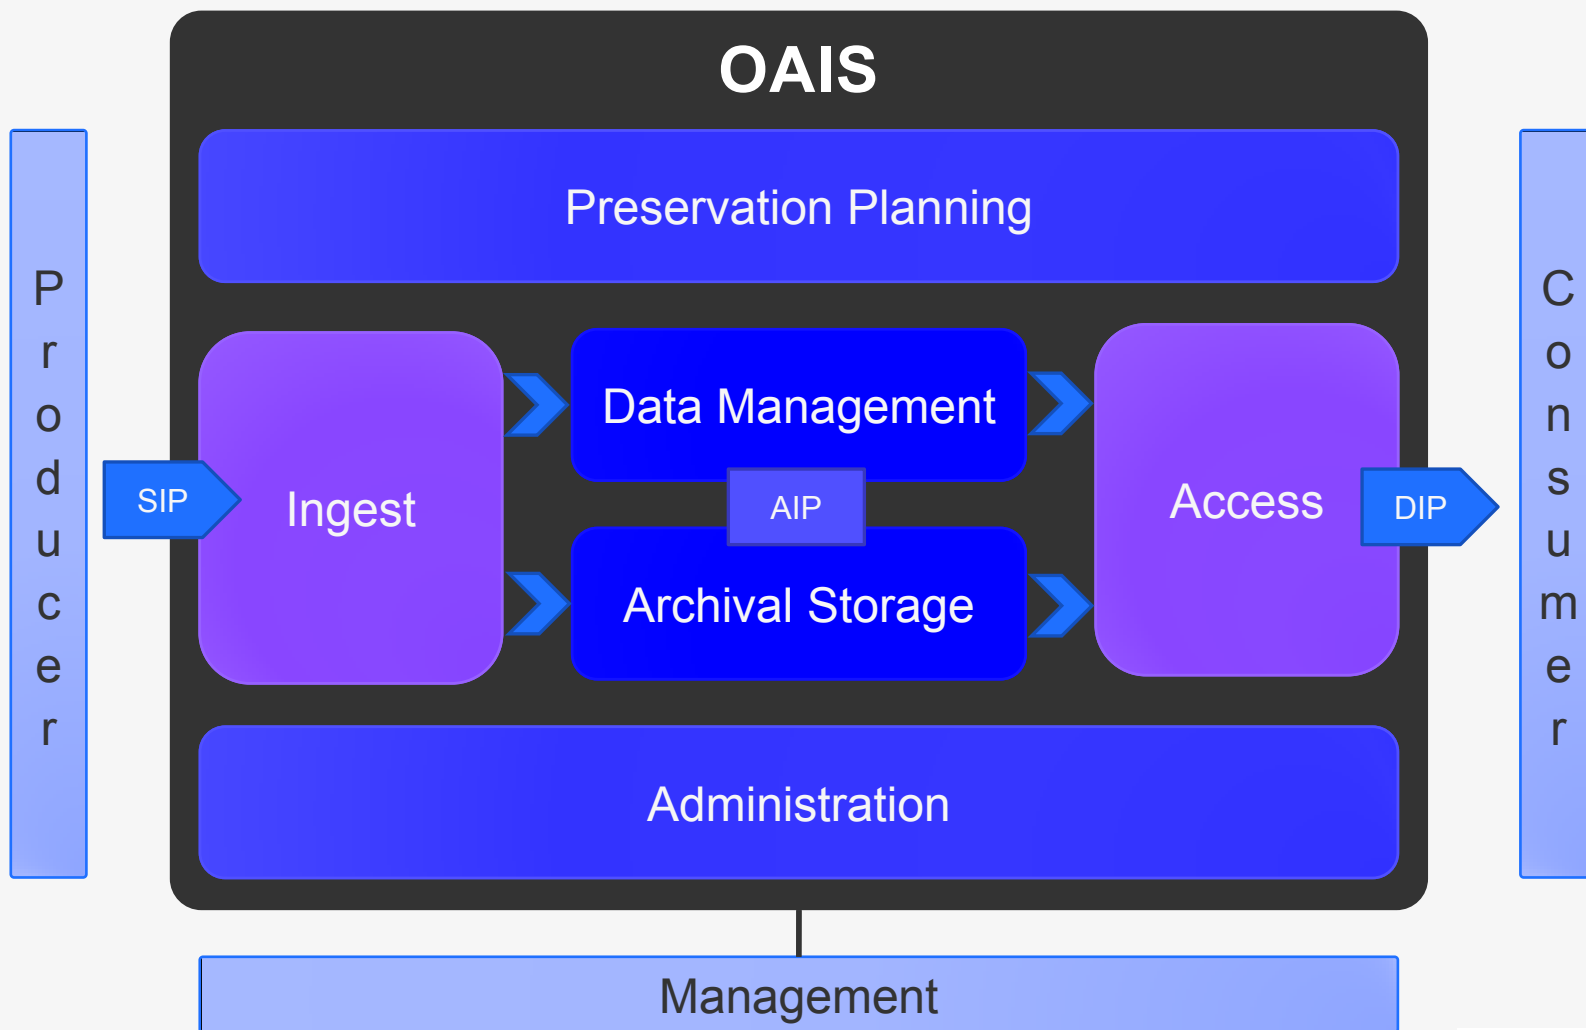 OAIS
Preservation Planning
Producer
SIP
Ingest
Data Management
AIP
Archival Storage
Access
DIP
Consumer
Administration
Management